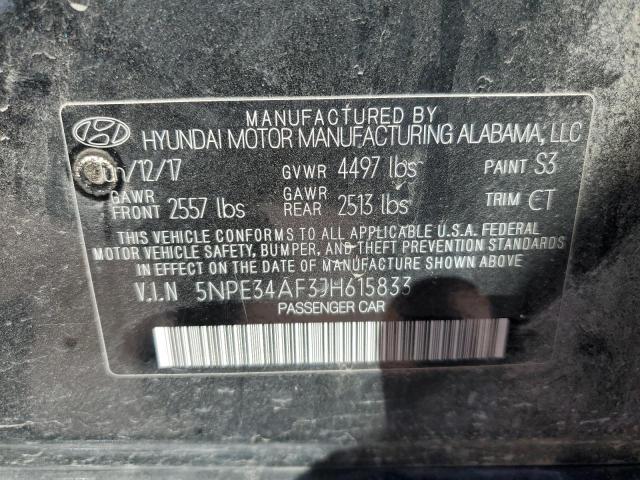 MANUFACTURED BY
HYUNDAI MOTOR MANUFACTURING ALABAMA, LLC
/12/17 GVWR 4497 lbs PAINT S3
GAWR FRONT 2557 lbs GAWR REAR 2513 lbs TRIM CT
THIS VEHICLE CONFORMS TO ALL APPLICABLE U.S.A. FEDERAL
MOTOR VEHICLE SAFETY, BUMPER, AND THEFT PREVENTION STANDARDS
IN EFFECT ON THE DATE OF MANUFACTURE SHOWN ABOVE
V.I.N 5NPE34AF3JH615833
PASSENGER CAR